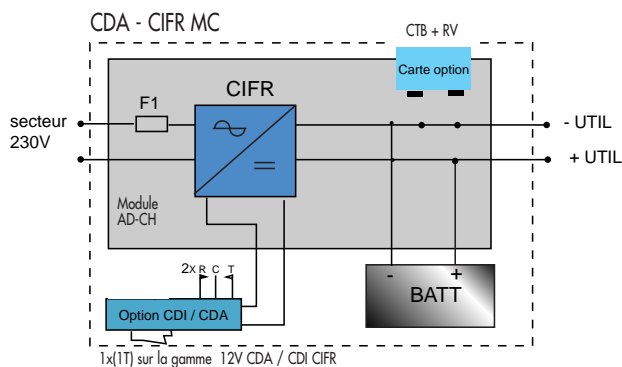 CDA - CIFR MC
CTB + RV
Carte option
CIFR
F1
secteur
230V
- UTIL
+ UTIL
Module
AD-CH
2x R C T
- +
BATT
Option CDI / CDA
1x(1T) sur la gamme 12V CDA / CDI CIFR